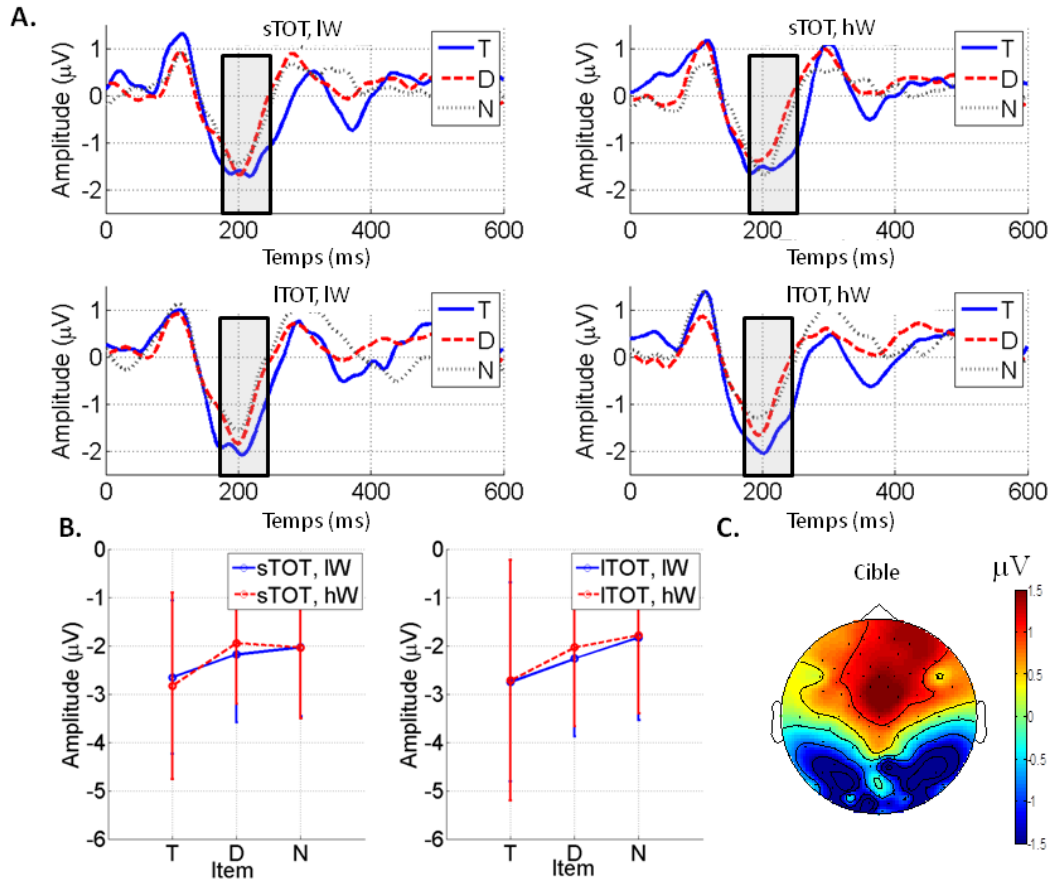 A.
sTOT, lW
Amplitude (µV)
1
0
-1
-2
T
D
N
0 200 400 600
Temps (ms)
sTOT, hW
Amplitude (µV)
1
0
-1
-2
T
D
N
0 200 400 600
Temps (ms)
lTOT, lW
Amplitude (µV)
1
0
-1
-2
T
D
N
0 200 400 600
Temps (ms)
lTOT, hW
Amplitude (µV)
1
0
-1
-2
T
D
N
0 200 400 600
Temps (ms)
B.
Amplitude (µV)
0
-1
-2
-3
-4
-5
-6
sTOT, lW
sTOT, hW
T D N
Item
Amplitude (µV)
0
-1
-2
-3
-4
-5
-6
lTOT, lW
lTOT, hW
T D N
Item
C.
Cible
µV
1.5
1
0.5
0
-0.5
-1
-1.5